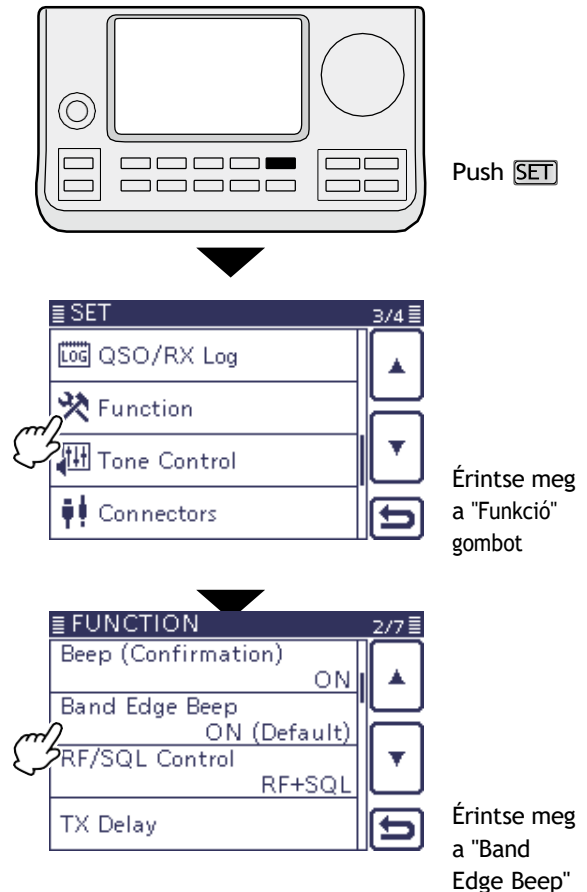 Push SET
SET 3/4
LOG QSO/RX Log
Function
Tone Control
Connectors
Érintse meg
a "Funkció"
gombot
FUNCTION 2/7
Beep (Confirmation)
ON
Band Edge Beep
ON (Default)
RF/SQL Control
RF+SQL
TX Delay
Érintse meg
a "Band
Edge Beep"